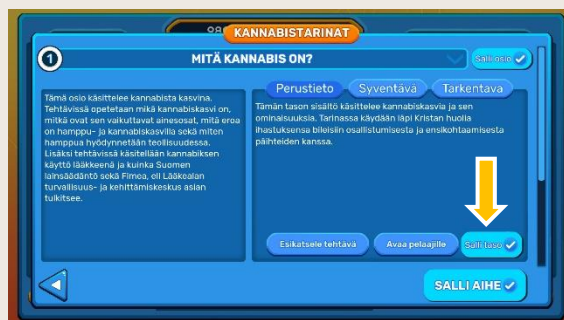 KANNABISTARINAT
1
MITÄ KANNABIS ON?
Salli osio
Tämä osio käsittelee kannabista kasvina.
Tehtävissä opetetaan mikä kannabiskasvi on,
mitkä ovat sen vaikuttavat ainesosat, mitä eroa
on hamppu- ja kannabiskasvilla sekä miten
hamppua hyödynnetään teollisuudessa.
Lisäksi tehtävissä käsitellään kannabiksen
käyttö lääkkeenä ja kuinka Suomen
lainsäädäntö sekä Fimea, eli Lääkealan
turvallisuus- ja kehittämiskeskus asian
tulkitsee.
Perustieto
Syventävä
Tarkentava
Tämän tason sisältö käsittelee kannabiskasvia ja sen
ominaisuuksia. Tarinassa käydään läpi Kristan huolia
ihastuksensa bileisiin osallistumisesta ja ensikohtaamisesta
päihteiden kanssa.
Esikatsele tehtävä
Avaa pelaajille
Salli taso
SALLI AIHE